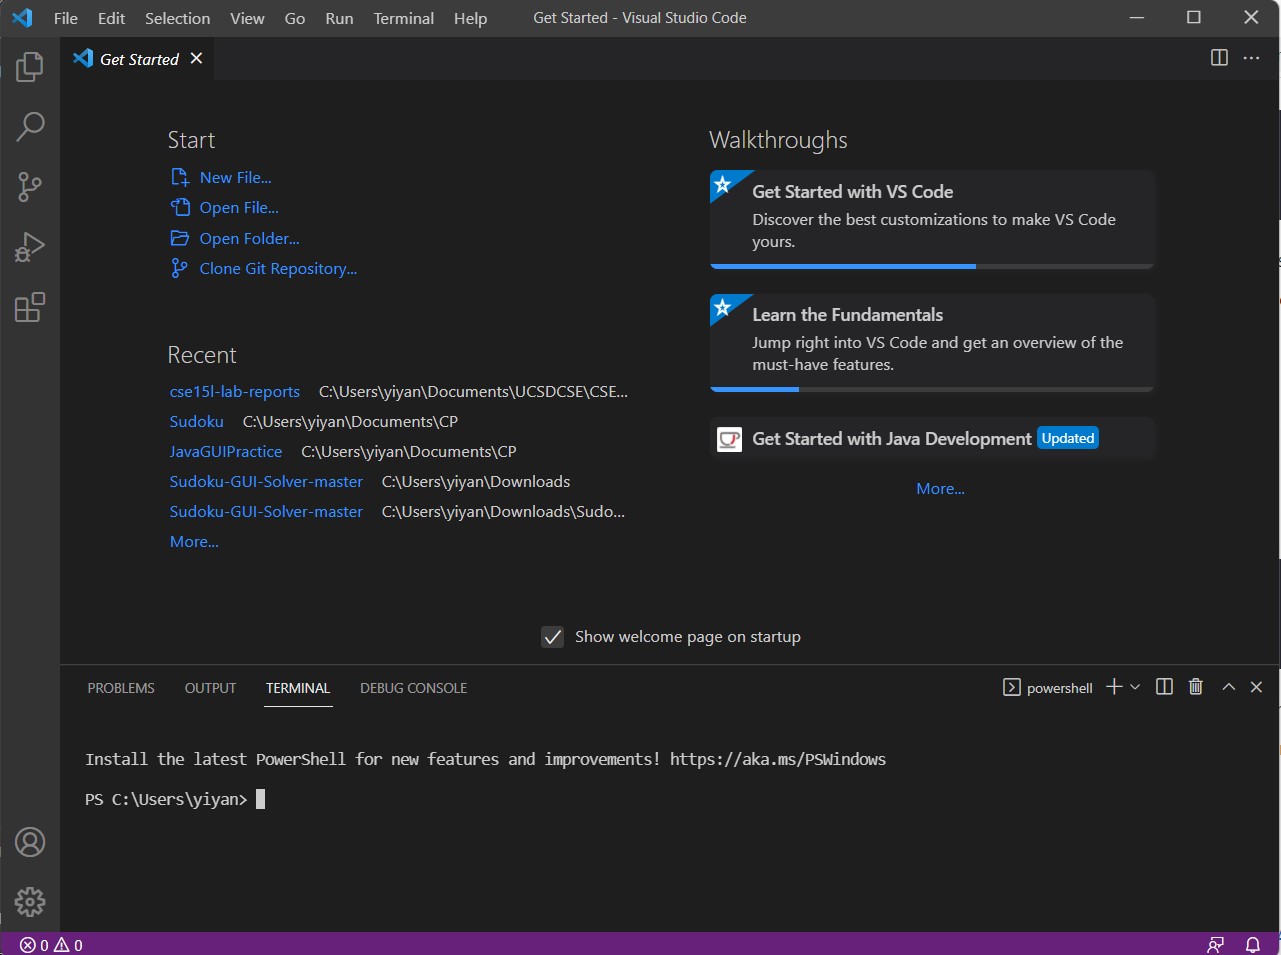 File Edit Selection View Go Run Terminal Help Get Started - Visual Studio Code
Get Started
Start
New File...
Open File...
Open Folder...
Clone Git Repository...
Recent
cse15l-lab-reports C:\Users\yiyan\Documents\UCSDCSE\CSE...
Sudoku C:\Users\yiyan\Documents\CP
JavaGUIPractice C:\Users\yiyan\Documents\CP
Sudoku-GUI-Solver-master C:\Users\yiyan\Downloads
Sudoku-GUI-Solver-master C:\Users\yiyan\Downloads\Sudo...
More...
Walkthroughs
Get Started with VS Code
Discover the best customizations to make VS Code
yours.
Learn the Fundamentals
Jump right into VS Code and get an overview of the
must-have features.
Get Started with Java Development Updated
More...
Show welcome page on startup
PROBLEMS OUTPUT TERMINAL DEBUG CONSOLE powershell
Install the latest PowerShell for new features and improvements! https://aka.ms/PSWindows
PS C:\Users\yiyan>
0 0